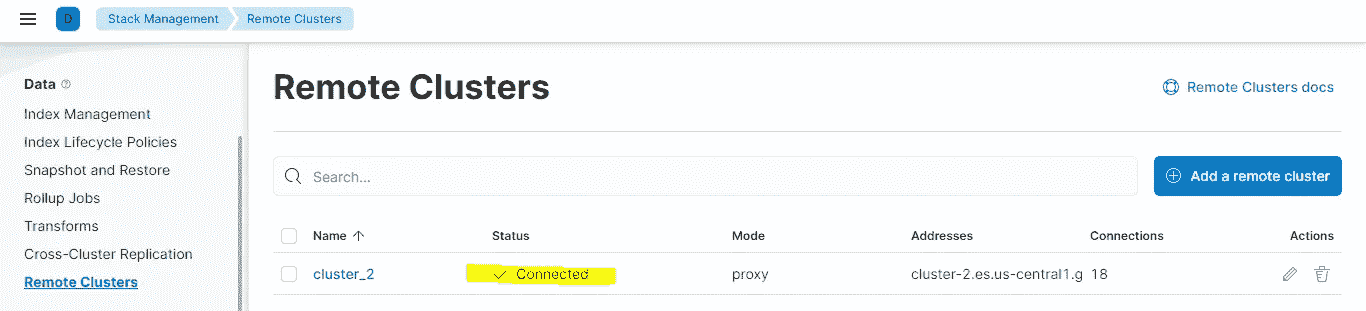 D Stack Management Remote Clusters
Data
Index Management
Index Lifecycle Policies
Snapshot and Restore
Rollup Jobs
Transforms
Cross-Cluster Replication
Remote Clusters
Remote Clusters
Remote Clusters docs
Search...
Add a remote cluster
Name Status Mode Addresses Connections Actions
cluster_2 Connected proxy cluster-2.es.us-central1.g 18